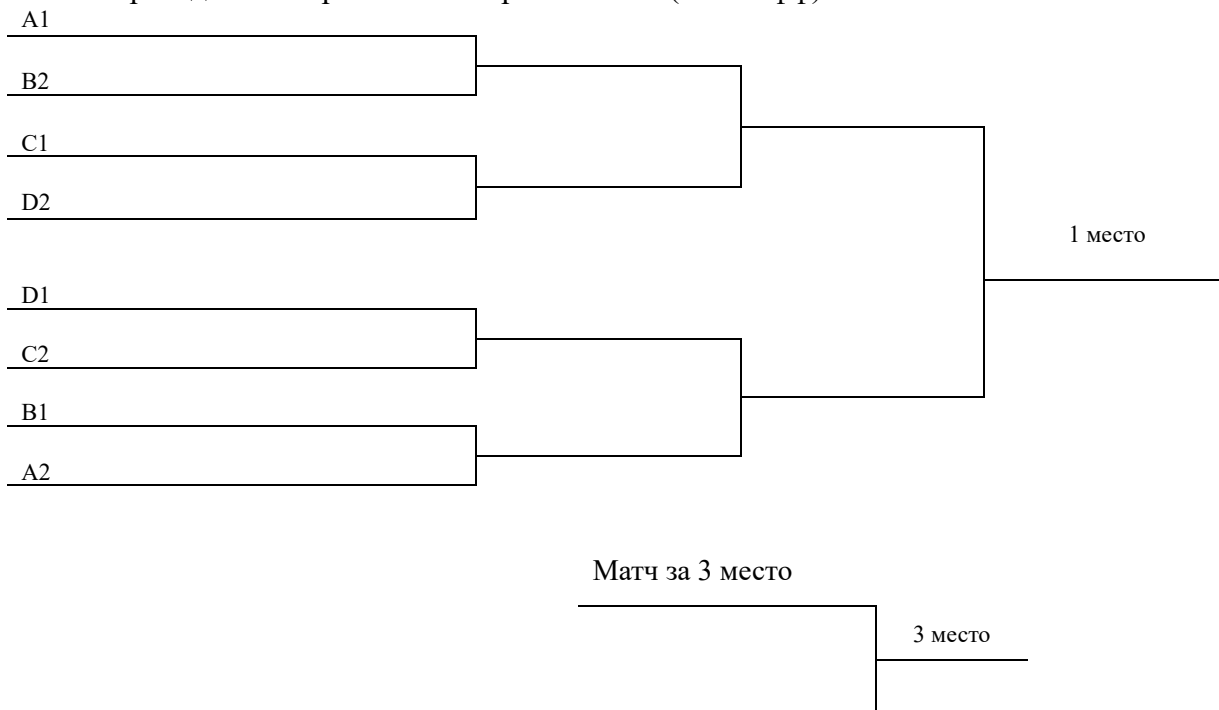 A1
B2
C1
D2
1 место
D1
C2
B1
A2
Матч за 3 место
3 место